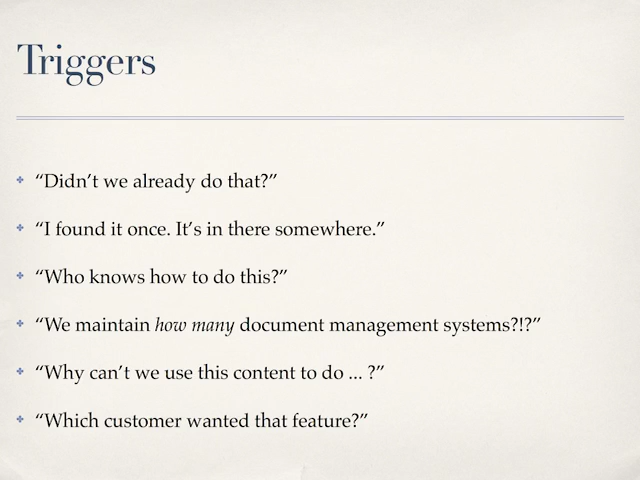 Triggers
“Didn’t we already do that?”
“I found it once. It’s in there somewhere.”
“Who knows how to do this?”
“We maintain how many document management systems?!?”
“Why can’t we use this content to do ... ?”
“Which customer wanted that feature?”